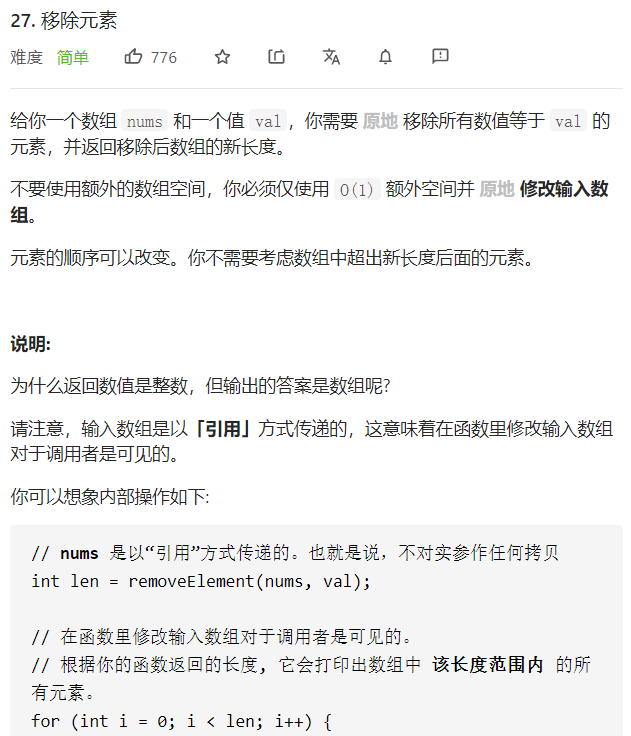 27. 移除元素
难度 简单 776
给你一个数组 nums 和一个值 val，你需要 原地 移除所有数值等于 val 的
元素，并返回移除后数组的新长度。
不要使用额外的数组空间，你必须仅使用 O(1) 额外空间并 原地 修改输入数
组。
元素的顺序可以改变。你不需要考虑数组中超出新长度后面的元素。
说明:
为什么返回数值是整数，但输出的答案是数组呢?
请注意，输入数组是以「引用」方式传递的，这意味着在函数里修改输入数组
对于调用者是可见的。
你可以想象内部操作如下:
// nums 是以“引用”方式传递的。也就是说，不对实参作任何拷贝
int len = removeElement(nums, val);
// 在函数里修改输入数组对于调用者是可见的。
// 根据你的函数返回的长度, 它会打印出数组中 该长度范围内 的所
有元素。
for (int i = 0; i < len; i++) {